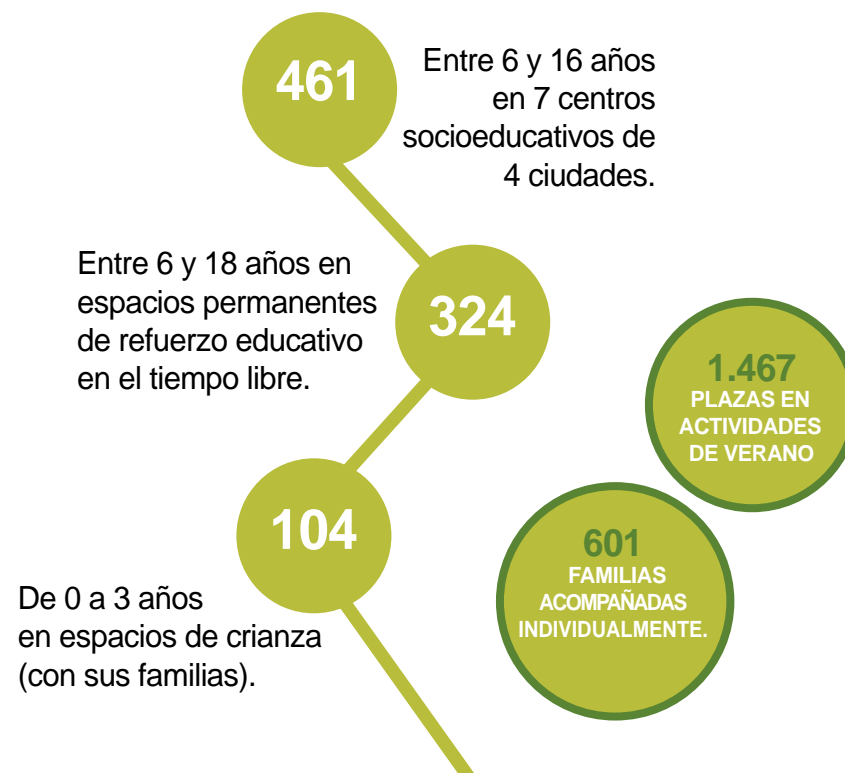 461
Entre 6 y 16 años
en 7 centros
socioeducativos de
4 ciudades.
Entre 6 y 18 años en
espacios permanentes
de refuerzo educativo
en el tiempo libre.
324
1.467
PLAZAS EN
ACTIVIDADES
DE VERANO
104
601
FAMILIAS
ACOMPAÑADAS
INDIVIDUALMENTE.
De 0 a 3 años
en espacios de crianza
(con sus familias).